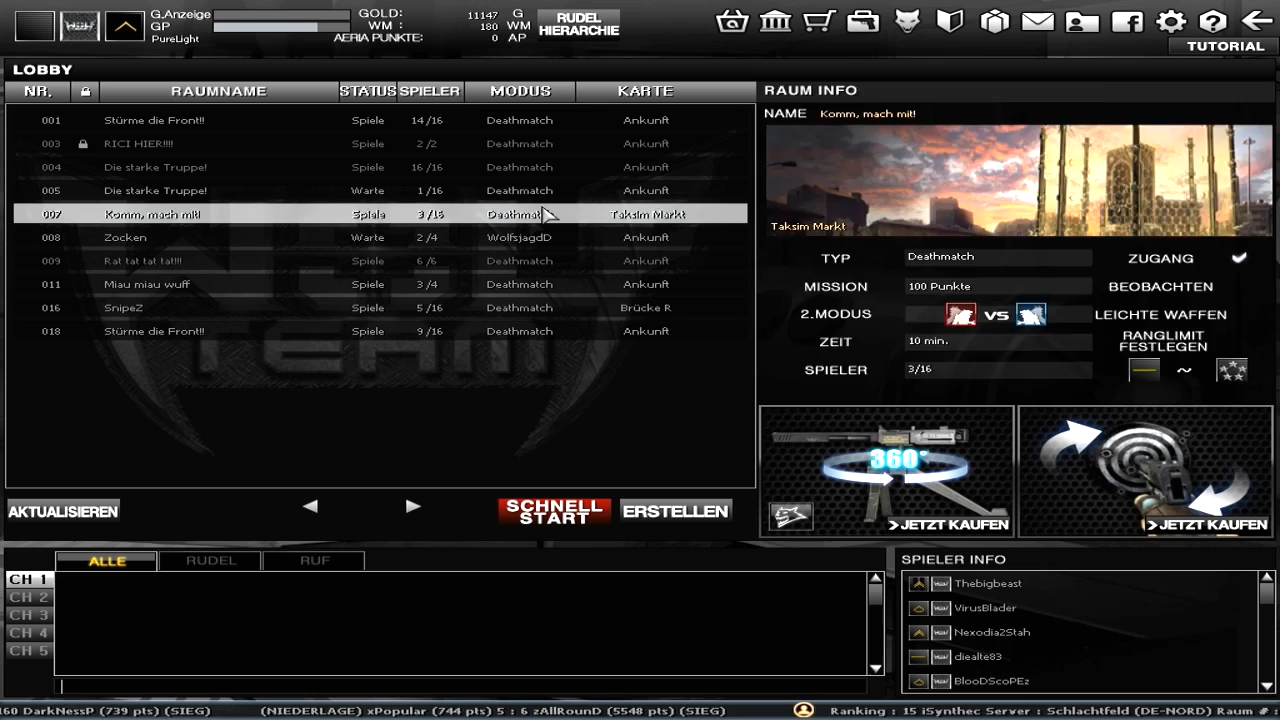 G.Anzeige
GP
PureLight
GOLD: 11147 G
WM : 180 WM
AERIA PUNKTE: 0 AP
RUDEL
HIERARCHIE
TUTORIAL
LOBBY
NR. RAUMNAME STATUS SPIELER MODUS KARTE
001 Stürme die Front!! Spiele 14/16 Deathmatch Ankunft
003 RICI HIER!!!! Spiele 2/2 Deathmatch Ankunft
004 Die starke Truppe! Spiele 16/16 Deathmatch Ankunft
005 Die starke Truppe! Warte 1/16 Deathmatch Ankunft
007 Komm, mach mit! Spiele 3/16 Deathmat Taksim Markt
008 Zocken Warte 2/4 WolfsjagdD Ankunft
009 Rat tat tat tat!!! Spiele 6/6 Deathmatch Ankunft
011 Miau miau wuff Spiele 3/4 Deathmatch Ankunft
016 SnipeZ Spiele 5/16 Deathmatch Brücke R
018 Stürme die Front!! Spiele 9/16 Deathmatch Ankunft
TEAM
AKTUALISIEREN
SCHNELL
START
ERSTELLEN
RAUM INFO
NAME Komm, mach mit!
Taksim Markt
TYP Deathmatch ZUGANG
MISSION 100 Punkte BEOBACHTEN
2.MODUS VS LEICHTE WAFFEN
ZEIT 10 min. RANGLIMIT
FESTLEGEN
SPIELER 3/16 ~
360°
>JETZT KAUFEN
>JETZT KAUFEN
ALLE RUDEL RUF
CH 1
CH 2
CH 3
CH 4
CH 5
SPIELER INFO
Thebigbeast
VirusBlader
Nexodia2Stah
diealte83
BlooDScoPEz
160 DarkNessP (739 pts) (SIEG) (NIEDERLAGE) xPopular (744 pts) 5 : 6 zAllRounD (5548 pts) (SIEG) Ranking : 15 iSynthec Server : Schlachtfeld (DE-NORD) Raum # :